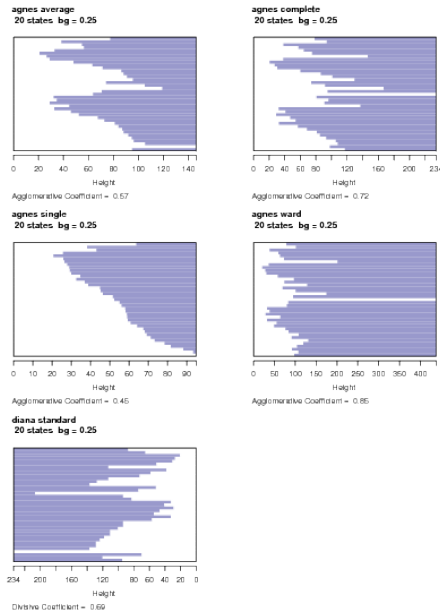 agnes average
20 states bg = 0.25
0 20 40 60 80 100 120 140
Height
Agglomerative Coefficient = 0.57
agnes complete
20 states bg = 0.25
0 20 40 60 80 100 120 140 160 200 234
Height
Agglomerative Coefficient = 0.72
agnes single
20 states bg = 0.25
0 10 20 30 40 50 60 70 80 90
Height
Agglomerative Coefficient = 0.45
agnes ward
20 states bg = 0.25
0 50 100 150 200 250 300 350 400
Height
Agglomerative Coefficient = 0.85
diana standard
20 states bg = 0.25
234 200 160 120 80 60 40 20 0
Height
Divisive Coefficient = 0.69